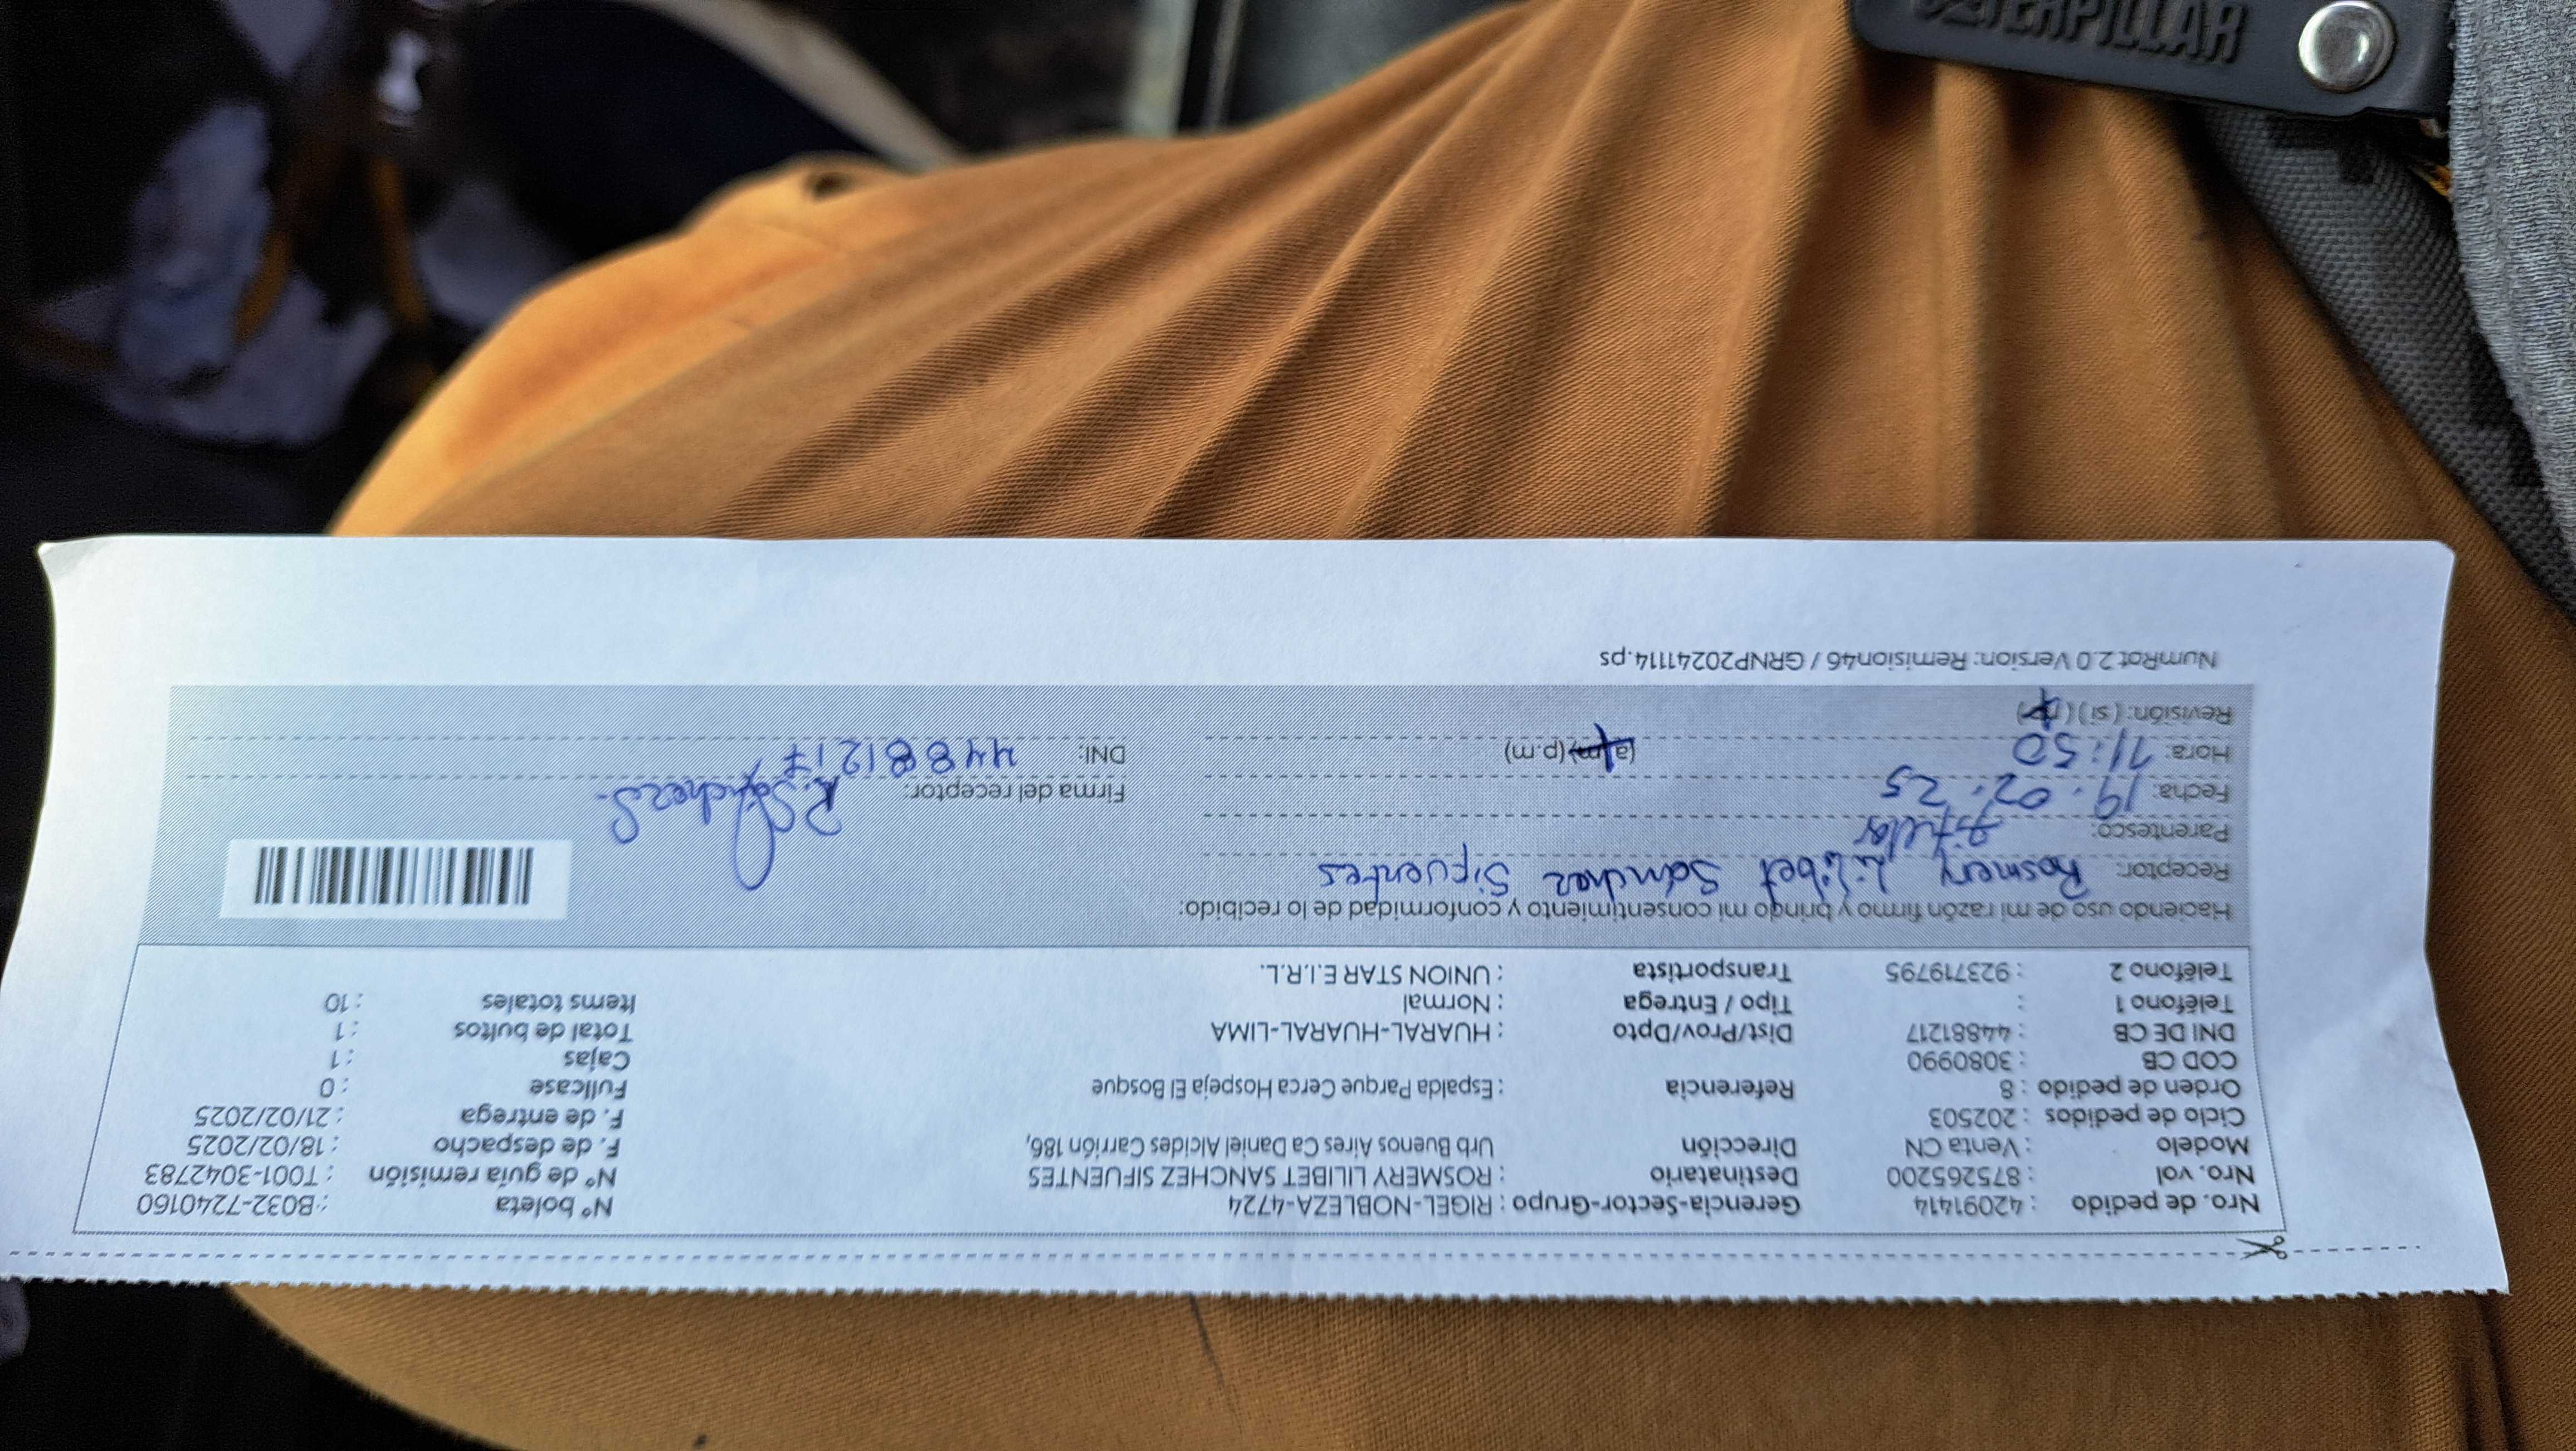 CATERPILLAR
Nro. de pedido : 42091414 Gerencia-Sector-Grupo : RIGEL-NOBLEZA-4724 N° boleta : B032-7240160
Nro. vol : 875265200 Destinatario : ROSMERY LILIBET SANCHEZ SIFUENTES N° de guía remisión : T001-3042783
Modelo : Venta CN Dirección Urb Buenos Aires Ca Daniel Alcides Carrión 186, F. de despacho : 18/02/2025
Ciclo de pedidos : 202503 F. de entrega : 21/02/2025
Orden de pedido : 8 Referencia : Espalda Parque Cerca Hospeja El Bosque Fullcase : 0
COD CB : 3080990 Cajas : 1
DNI DE CB : 44881217 Dist/Prov/Dpto : HUARAL-HUARAL-LIMA Total de bultos : 1
Teléfono 1 : Tipo / Entrega : Normal Items totales : 10
Teléfono 2 : 923719795 Transportista : UNION STAR E.I.R.L.
Haciendo uso de mi razón firmo y brindo mi consentimiento y conformidad de lo recibido:
Receptor: Rosmery Lilibet Sánchez Sifuentes
Parentesco: titular
Fecha: 19.02.25 Firma del receptor: R. Sánchez S.
Hora: 11:50 (a.m) (p.m) DNI: 44881217
Revisión: (si) (no)
NumRot 2.0 Version: Remision46 / GRNP20241114.ps